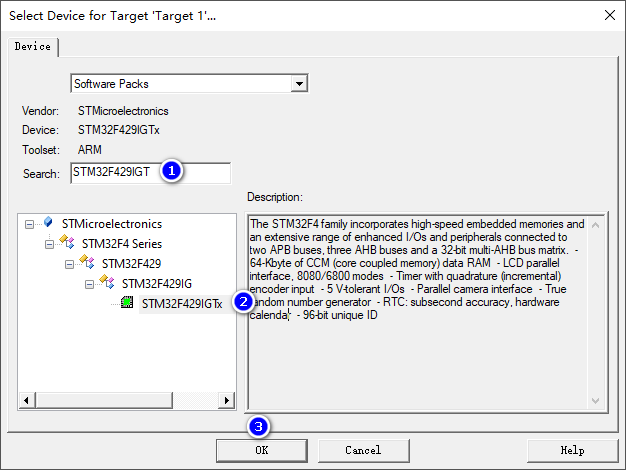 Select Device for Target 'Target 1'...
Device
Software Packs
Vendor: STMicroelectronics
Device: STM32F429IGTx
Toolset: ARM
Search: STM32F429IGT
1
Description:
STMicroelectronics
STM32F4 Series
STM32F429
STM32F429IG
STM32F429IGTx
2
The STM32F4 family incorporates high-speed embedded memories and
an extensive range of enhanced I/Os and peripherals connected to
two APB buses, three AHB buses and a 32-bit multi-AHB bus matrix. -
64-Kbyte of CCM (core coupled memory) data RAM - LCD parallel
interface, 8080/6800 modes - Timer with quadrature (incremental)
encoder input - 5 V-tolerant I/Os - Parallel camera interface - True
random number generator - RTC: subsecond accuracy, hardware
calendar - 96-bit unique ID
3
OK
Cancel
Help